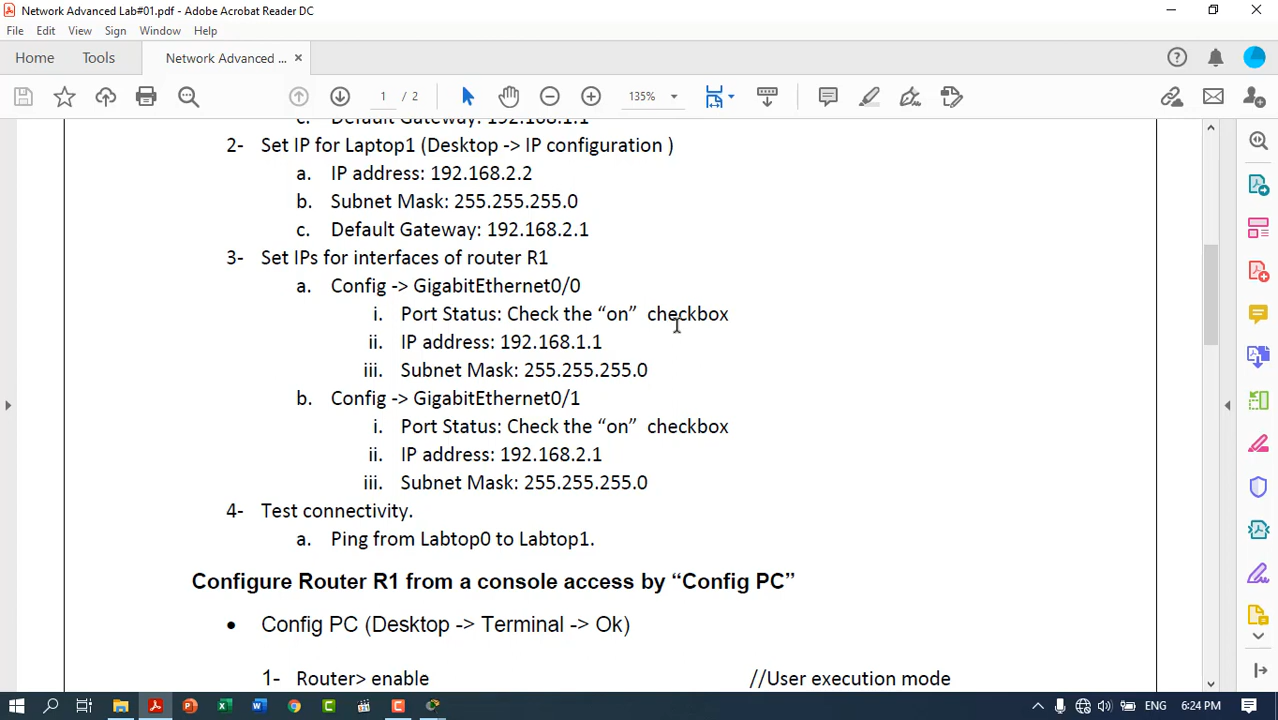 Network Advanced Lab#01.pdf - Adobe Acrobat Reader DC
File Edit View Sign Window Help
Home Tools Network Advanced ... ×
1 / 2 135%
c. Default Gateway: 192.168.1.1
2- Set IP for Laptop1 (Desktop -> IP configuration )
a. IP address: 192.168.2.2
b. Subnet Mask: 255.255.255.0
c. Default Gateway: 192.168.2.1
3- Set IPs for interfaces of router R1
a. Config -> GigabitEthernet0/0
i. Port Status: Check the “on” checkbox
ii. IP address: 192.168.1.1
iii. Subnet Mask: 255.255.255.0
b. Config -> GigabitEthernet0/1
i. Port Status: Check the “on” checkbox
ii. IP address: 192.168.2.1
iii. Subnet Mask: 255.255.255.0
4- Test connectivity.
a. Ping from Labtop0 to Labtop1.
Configure Router R1 from a console access by “Config PC”
• Config PC (Desktop -> Terminal -> Ok)
1- Router> enable //User execution mode
ENG 6:24 PM